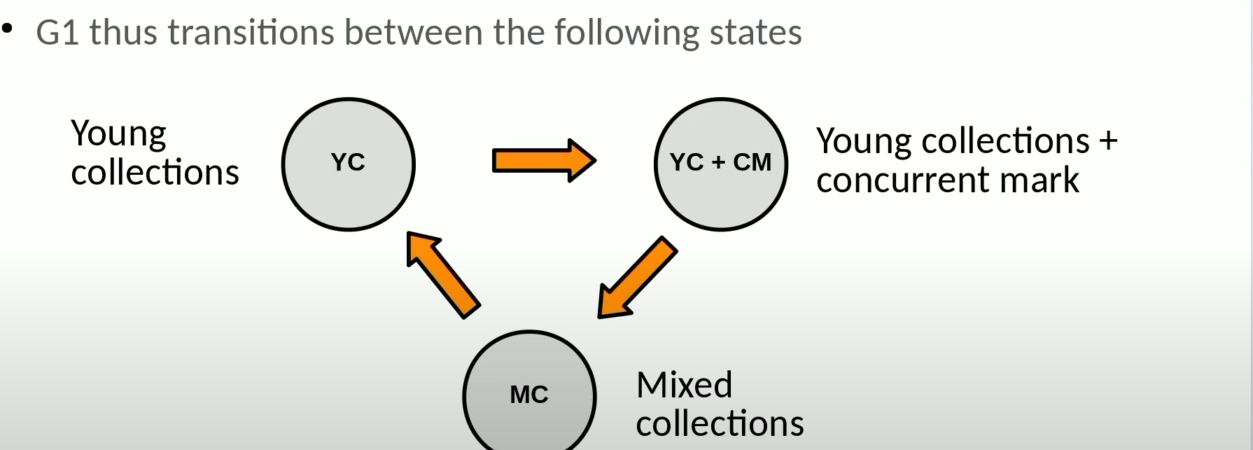 • G1 thus transitions between the following states
Young
collections
YC
YC + CM
Young collections +
concurrent mark
MC
Mixed
collections